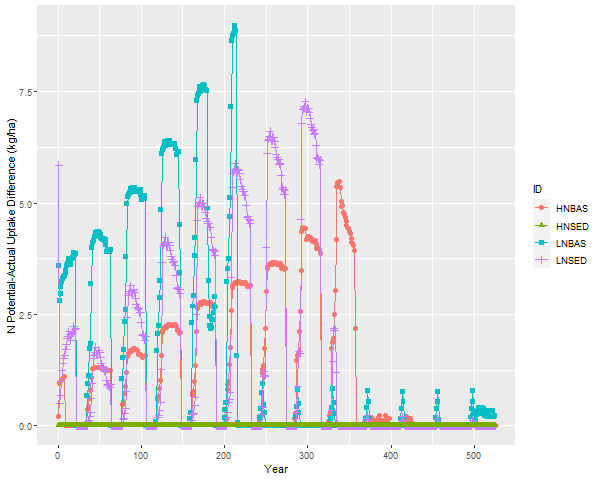 N Potential-Actual Uptake Difference (kg/ha)
7.5
5.0
2.5
0.0
0
100
200
300
400
500
Year
ID
HNBAS
HNSED
LNBAS
LNSED